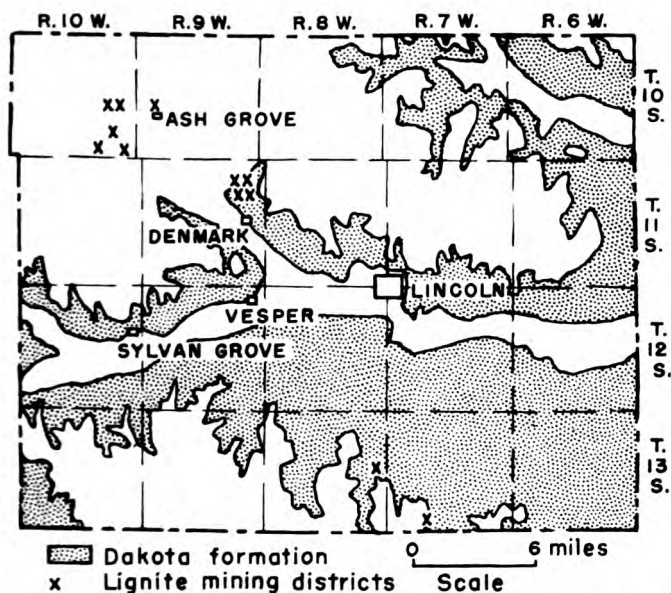 R. 10 W. R. 9 W. R. 8 W. R. 7 W. R. 6 W.
T. 10 S.
ASH GROVE
T. 11 S.
DENMARK
LINCOLN
VESPER
T. 12 S.
SYLVAN GROVE
T. 13 S.
Dakota formation
0 6 miles
x Lignite mining districts
Scale